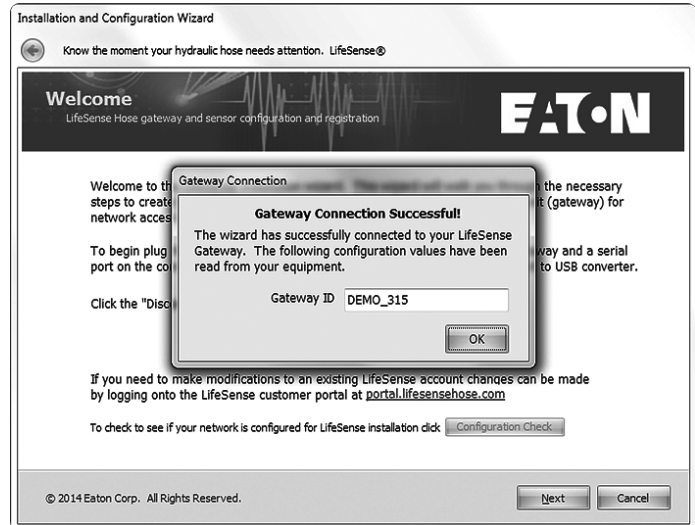 Installation and Configuration Wizard
Know the moment your hydraulic hose needs attention. LifeSense®
Welcome
LifeSense Hose gateway and sensor configuration and registration
EATON
Welcome to th
the necessary
steps to create
t (gateway) for
network acces
To begin plug
way and a serial
port on the co
to USB converter.
Click the "Disco
Gateway Connection
Gateway Connection Successful!
The wizard has successfully connected to your LifeSense
Gateway. The following configuration values have been
read from your equipment.
Gateway ID DEMO_315
OK
If you need to make modifications to an existing LifeSense account changes can be made
by logging onto the LifeSense customer portal at portal.lifesensehose.com
To check to see if your network is configured for LifeSense installation click Configuration Check
© 2014 Eaton Corp. All Rights Reserved.
Next Cancel